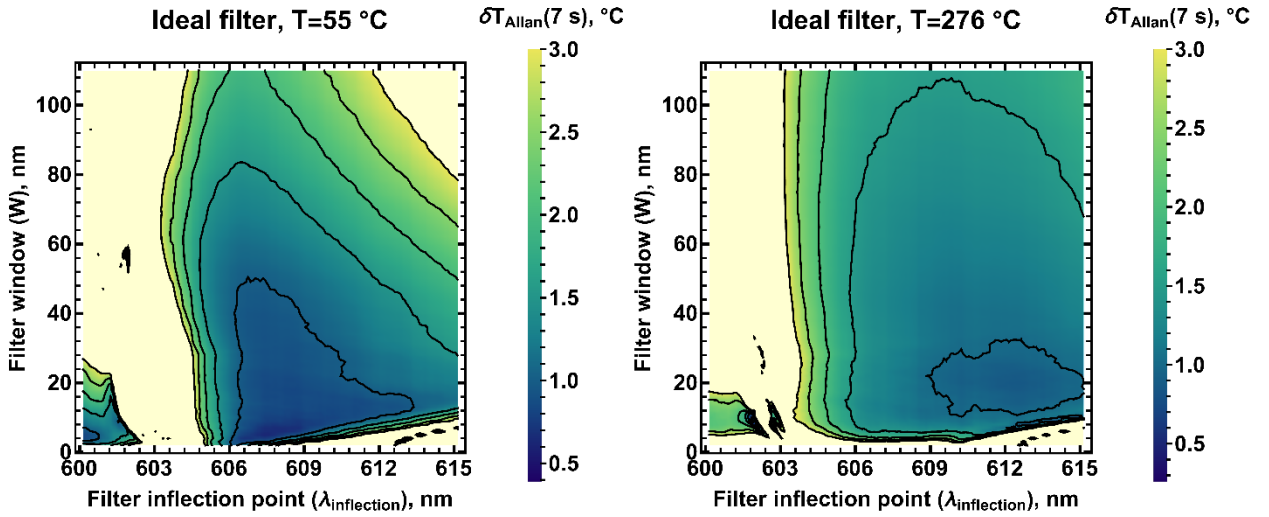 Ideal filter, T=55 °C
δT_Allan(7 s), °C
Filter window (W), nm
100
80
60
40
20
0
600 603 606 609 612 615
Filter inflection point (λ_inflection), nm
3.0
2.5
2.0
1.5
1.0
0.5
Ideal filter, T=276 °C
δT_Allan(7 s), °C
Filter window (W), nm
100
80
60
40
20
0
600 603 606 609 612 615
Filter inflection point (λ_inflection), nm
3.0
2.5
2.0
1.5
1.0
0.5